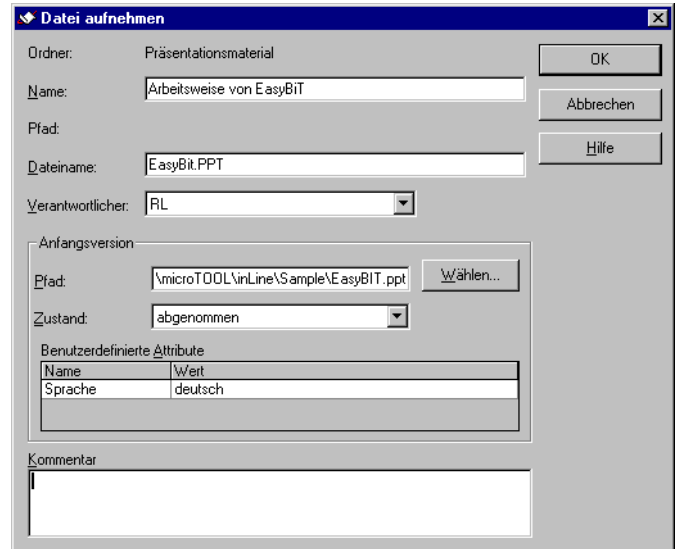 Datei aufnehmen
Ordner: Präsentationsmaterial
OK
Name: Arbeitsweise von EasyBiT
Abbrechen
Pfad:
Hilfe
Dateiname: EasyBit.PPT
Verantwortlicher: RL
Anfangsversion
Pfad: \microTOOL\inLine\Sample\EasyBIT.ppt Wählen...
Zustand: abgenommen
Benutzerdefinierte Attribute
Name Wert
Sprache deutsch
Kommentar